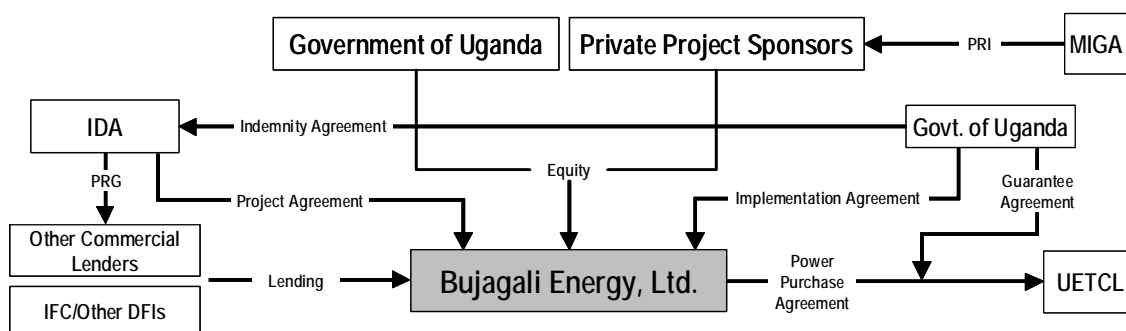 Government of Uganda
Private Project Sponsors
PRI
MIGA
IDA
Indemnity Agreement
Govt. of Uganda
PRG
Equity
Guarantee
Agreement
Project Agreement
Implementation Agreement
Other Commercial
Lenders
Lending
Bujagali Energy, Ltd.
Power
Purchase
Agreement
UETCL
IFC/Other DFIs